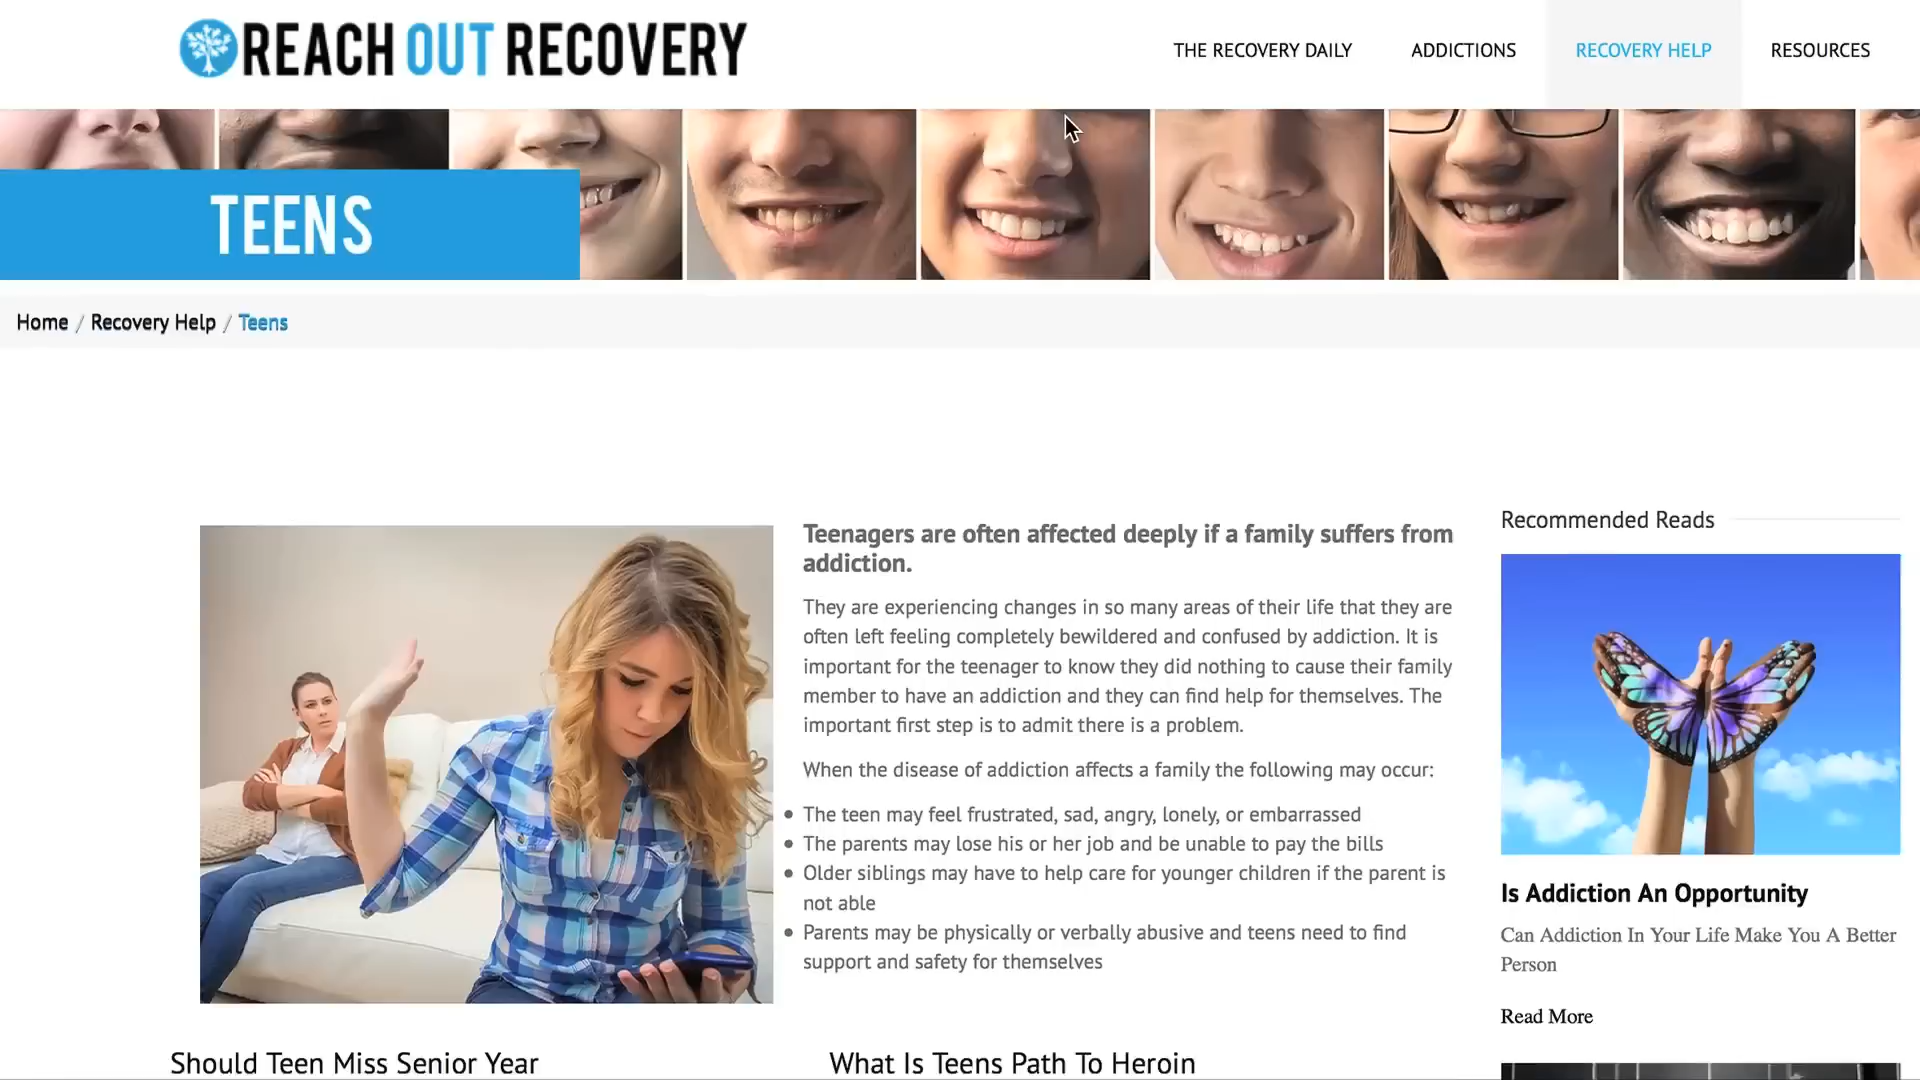 REACH OUT RECOVERY
THE RECOVERY DAILY
ADDICTIONS
RECOVERY HELP
RESOURCES
TEENS
Home / Recovery Help / Teens
Teenagers are often affected deeply if a family suffers from
addiction.
They are experiencing changes in so many areas of their life that they are
often left feeling completely bewildered and confused by addiction. It is
important for the teenager to know they did nothing to cause their family
member to have an addiction and they can find help for themselves. The
important first step is to admit there is a problem.
When the disease of addiction affects a family the following may occur:
• The teen may feel frustrated, sad, angry, lonely, or embarrassed
• The parents may lose his or her job and be unable to pay the bills
• Older siblings may have to help care for younger children if the parent is
not able
• Parents may be physically or verbally abusive and teens need to find
support and safety for themselves
Recommended Reads
Is Addiction An Opportunity
Can Addiction In Your Life Make You A Better
Person
Read More
Should Teen Miss Senior Year
What Is Teens Path To Heroin